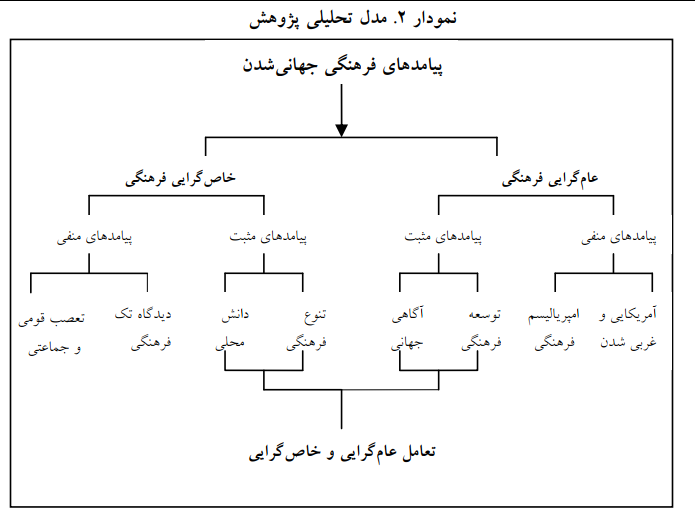 نمودار ۲. مدل تحلیلی پژوهش
پیامدهای فرهنگی جهانی‌شدن
عام‌گرایی فرهنگی
خاص‌گرایی فرهنگی
پیامدهای منفی
پیامدهای مثبت
پیامدهای مثبت
پیامدهای منفی
آمریکایی و
غربی شدن
امپریالیسم
فرهنگی
توسعه
فرهنگی
آگاهی
جهانی
تنوع
فرهنگی
دانش
محلی
دیدگاه تک
فرهنگی
تعصب قومی
و جماعتی
تعامل عام‌گرایی و خاص‌گرایی